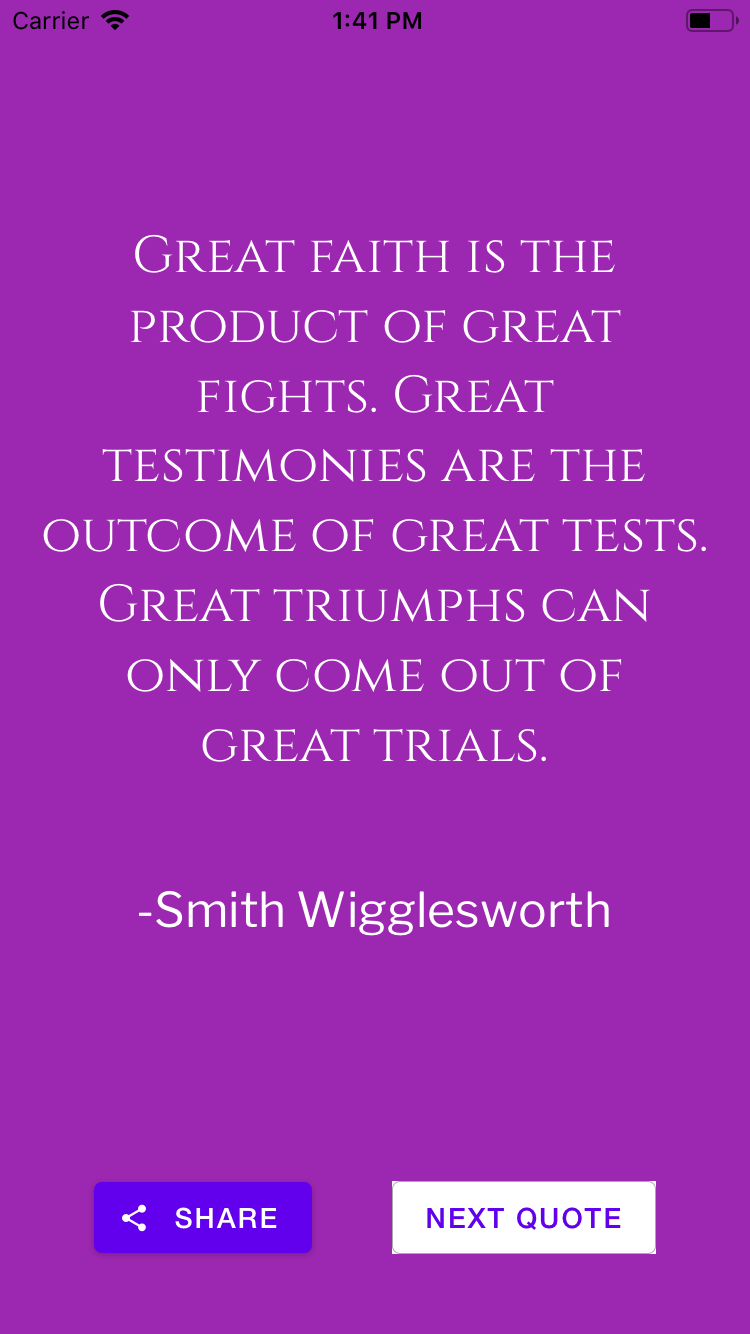 Carrier
1:41 PM
Great faith is the
product of great
fights. Great
testimonies are the
outcome of great tests.
Great triumphs can
only come out of
great trials.
-Smith Wigglesworth
SHARE
NEXT QUOTE